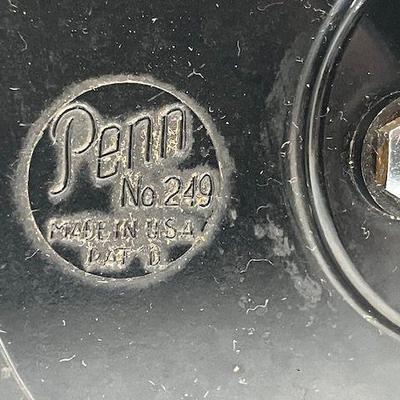 Penn
No. 249
MADE IN U.S.A.
PAT D